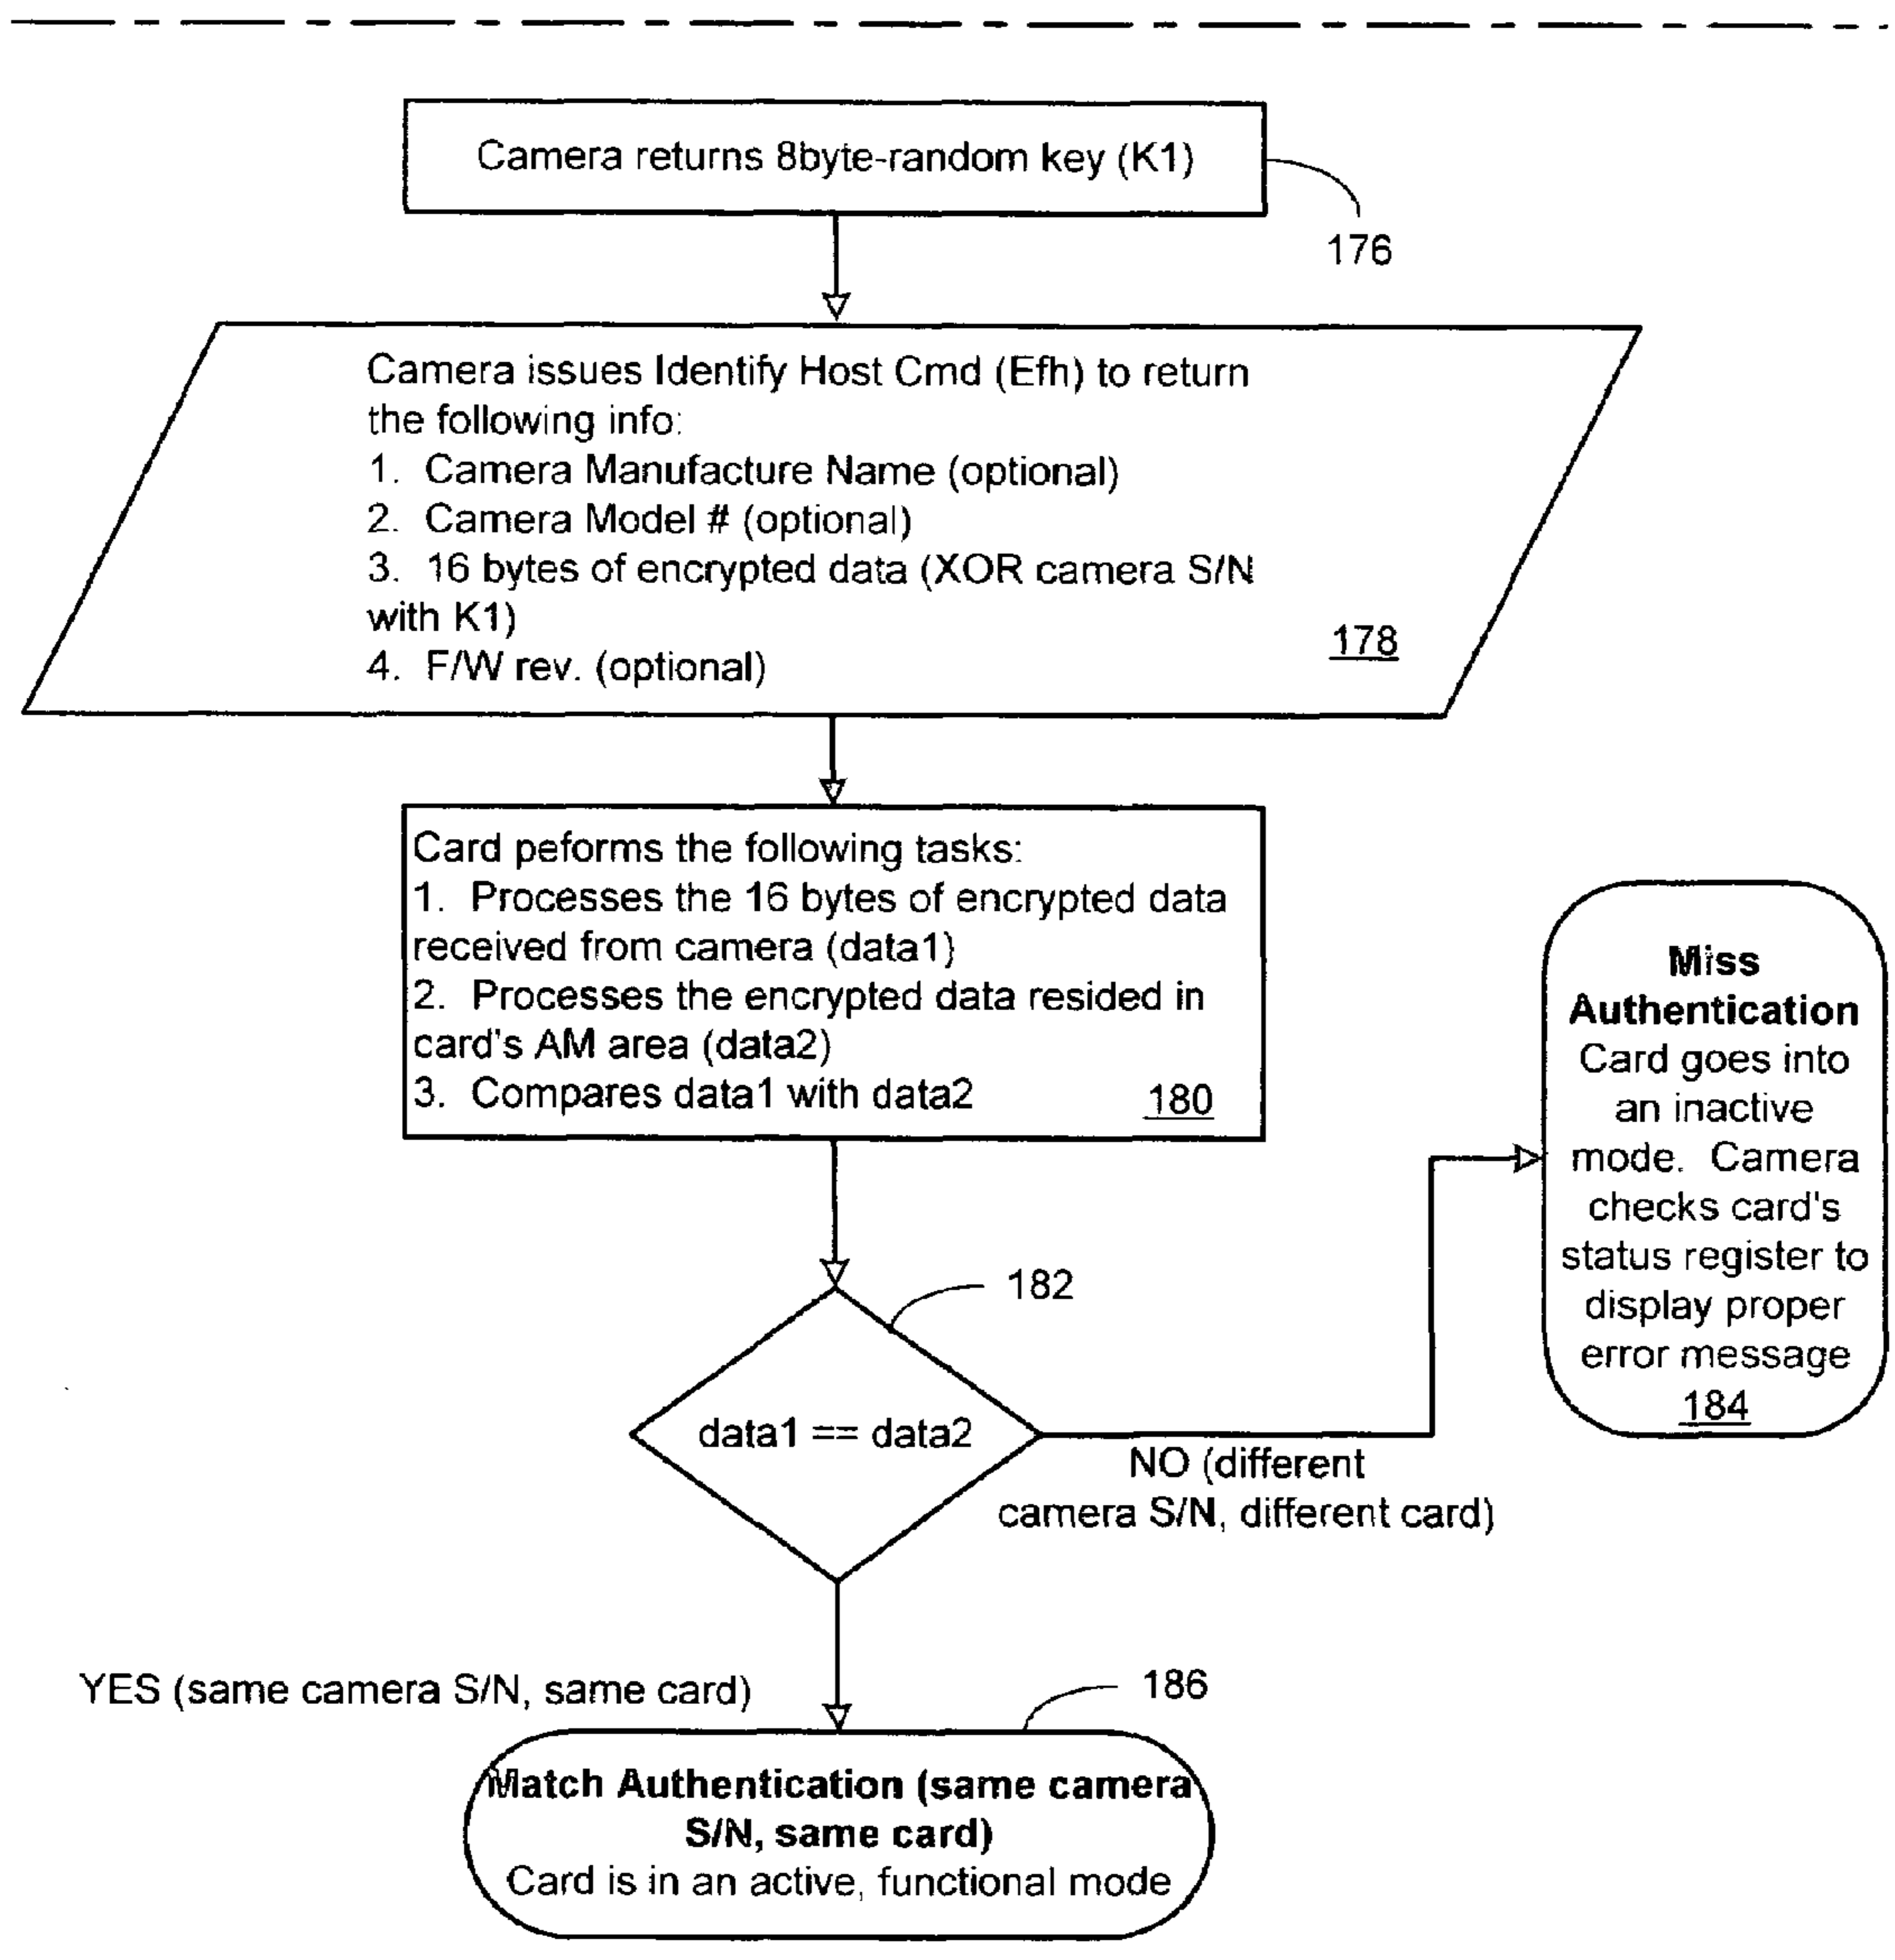 Camera returns 8byte-random key (K1)
176
Camera issues Identify Host Cmd (Efh) to return
the following info:
1. Camera Manufacture Name (optional)
2. Camera Model # (optional)
3. 16 bytes of encrypted data (XOR camera S/N
with K1)
178
4. F/W rev. (optional)
Card peforms the following tasks:
1. Processes the 16 bytes of encrypted data
received from camera (data1)
2. Processes the encrypted data resided in
card's AM area (data2)
3. Compares data1 with data2
180
Miss
Authentication
Card goes into
an inactive
mode. Camera
checks card's
status register to
display proper
error message
184
182
data1 == data2
NO (different
camera S/N, different card)
YES (same camera S/N, same card)
186
Match Authentication (same camera
S/N, same card)
Card is in an active, functional mode